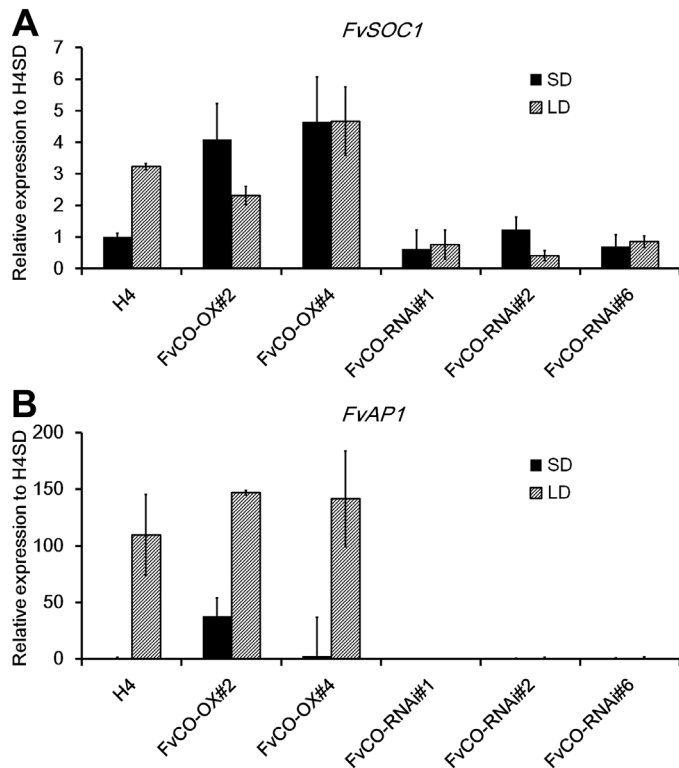 A
FvSOC1
Relative expression to H4SD
7
6
5
4
3
2
1
0
SD
LD
H4
FvCO-OX#2
FvCO-OX#4
FvCO-RNAi#1
FvCO-RNAi#2
FvCO-RNAi#6
B
FvAP1
Relative expression to H4SD
200
150
100
50
0
SD
LD
H4
FvCO-OX#2
FvCO-OX#4
FvCO-RNAi#1
FvCO-RNAi#2
FvCO-RNAi#6